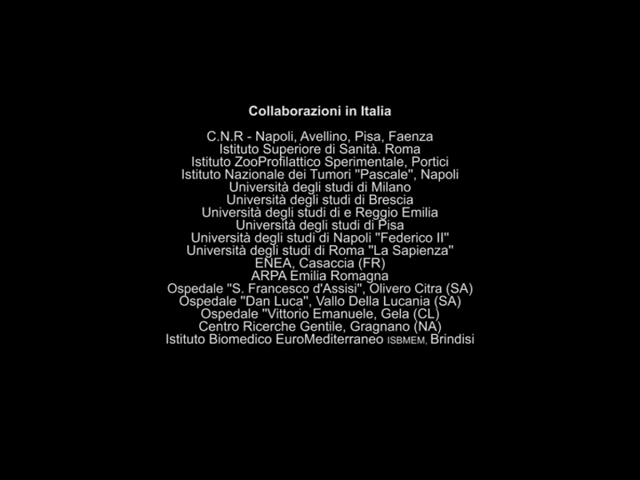 Collaborazioni in Italia
C.N.R - Napoli, Avellino, Pisa, Faenza
Istituto Superiore di Sanità. Roma
Istituto ZooProfilattico Sperimentale, Portici
Istituto Nazionale dei Tumori "Pascale", Napoli
Università degli studi di Milano
Università degli studi di Brescia
Università degli studi di e Reggio Emilia
Università degli studi di Pisa
Università degli studi di Napoli "Federico II"
Università degli studi di Roma "La Sapienza"
ENEA, Casaccia (FR)
ARPA Emilia Romagna
Ospedale "S. Francesco d'Assisi", Olivero Citra (SA)
Ospedale "Dan Luca", Vallo Della Lucania (SA)
Ospedale "Vittorio Emanuele, Gela (CL)
Centro Ricerche Gentile, Gragnano (NA)
Istituto Biomedico EuroMediterraneo ISBMEM, Brindisi